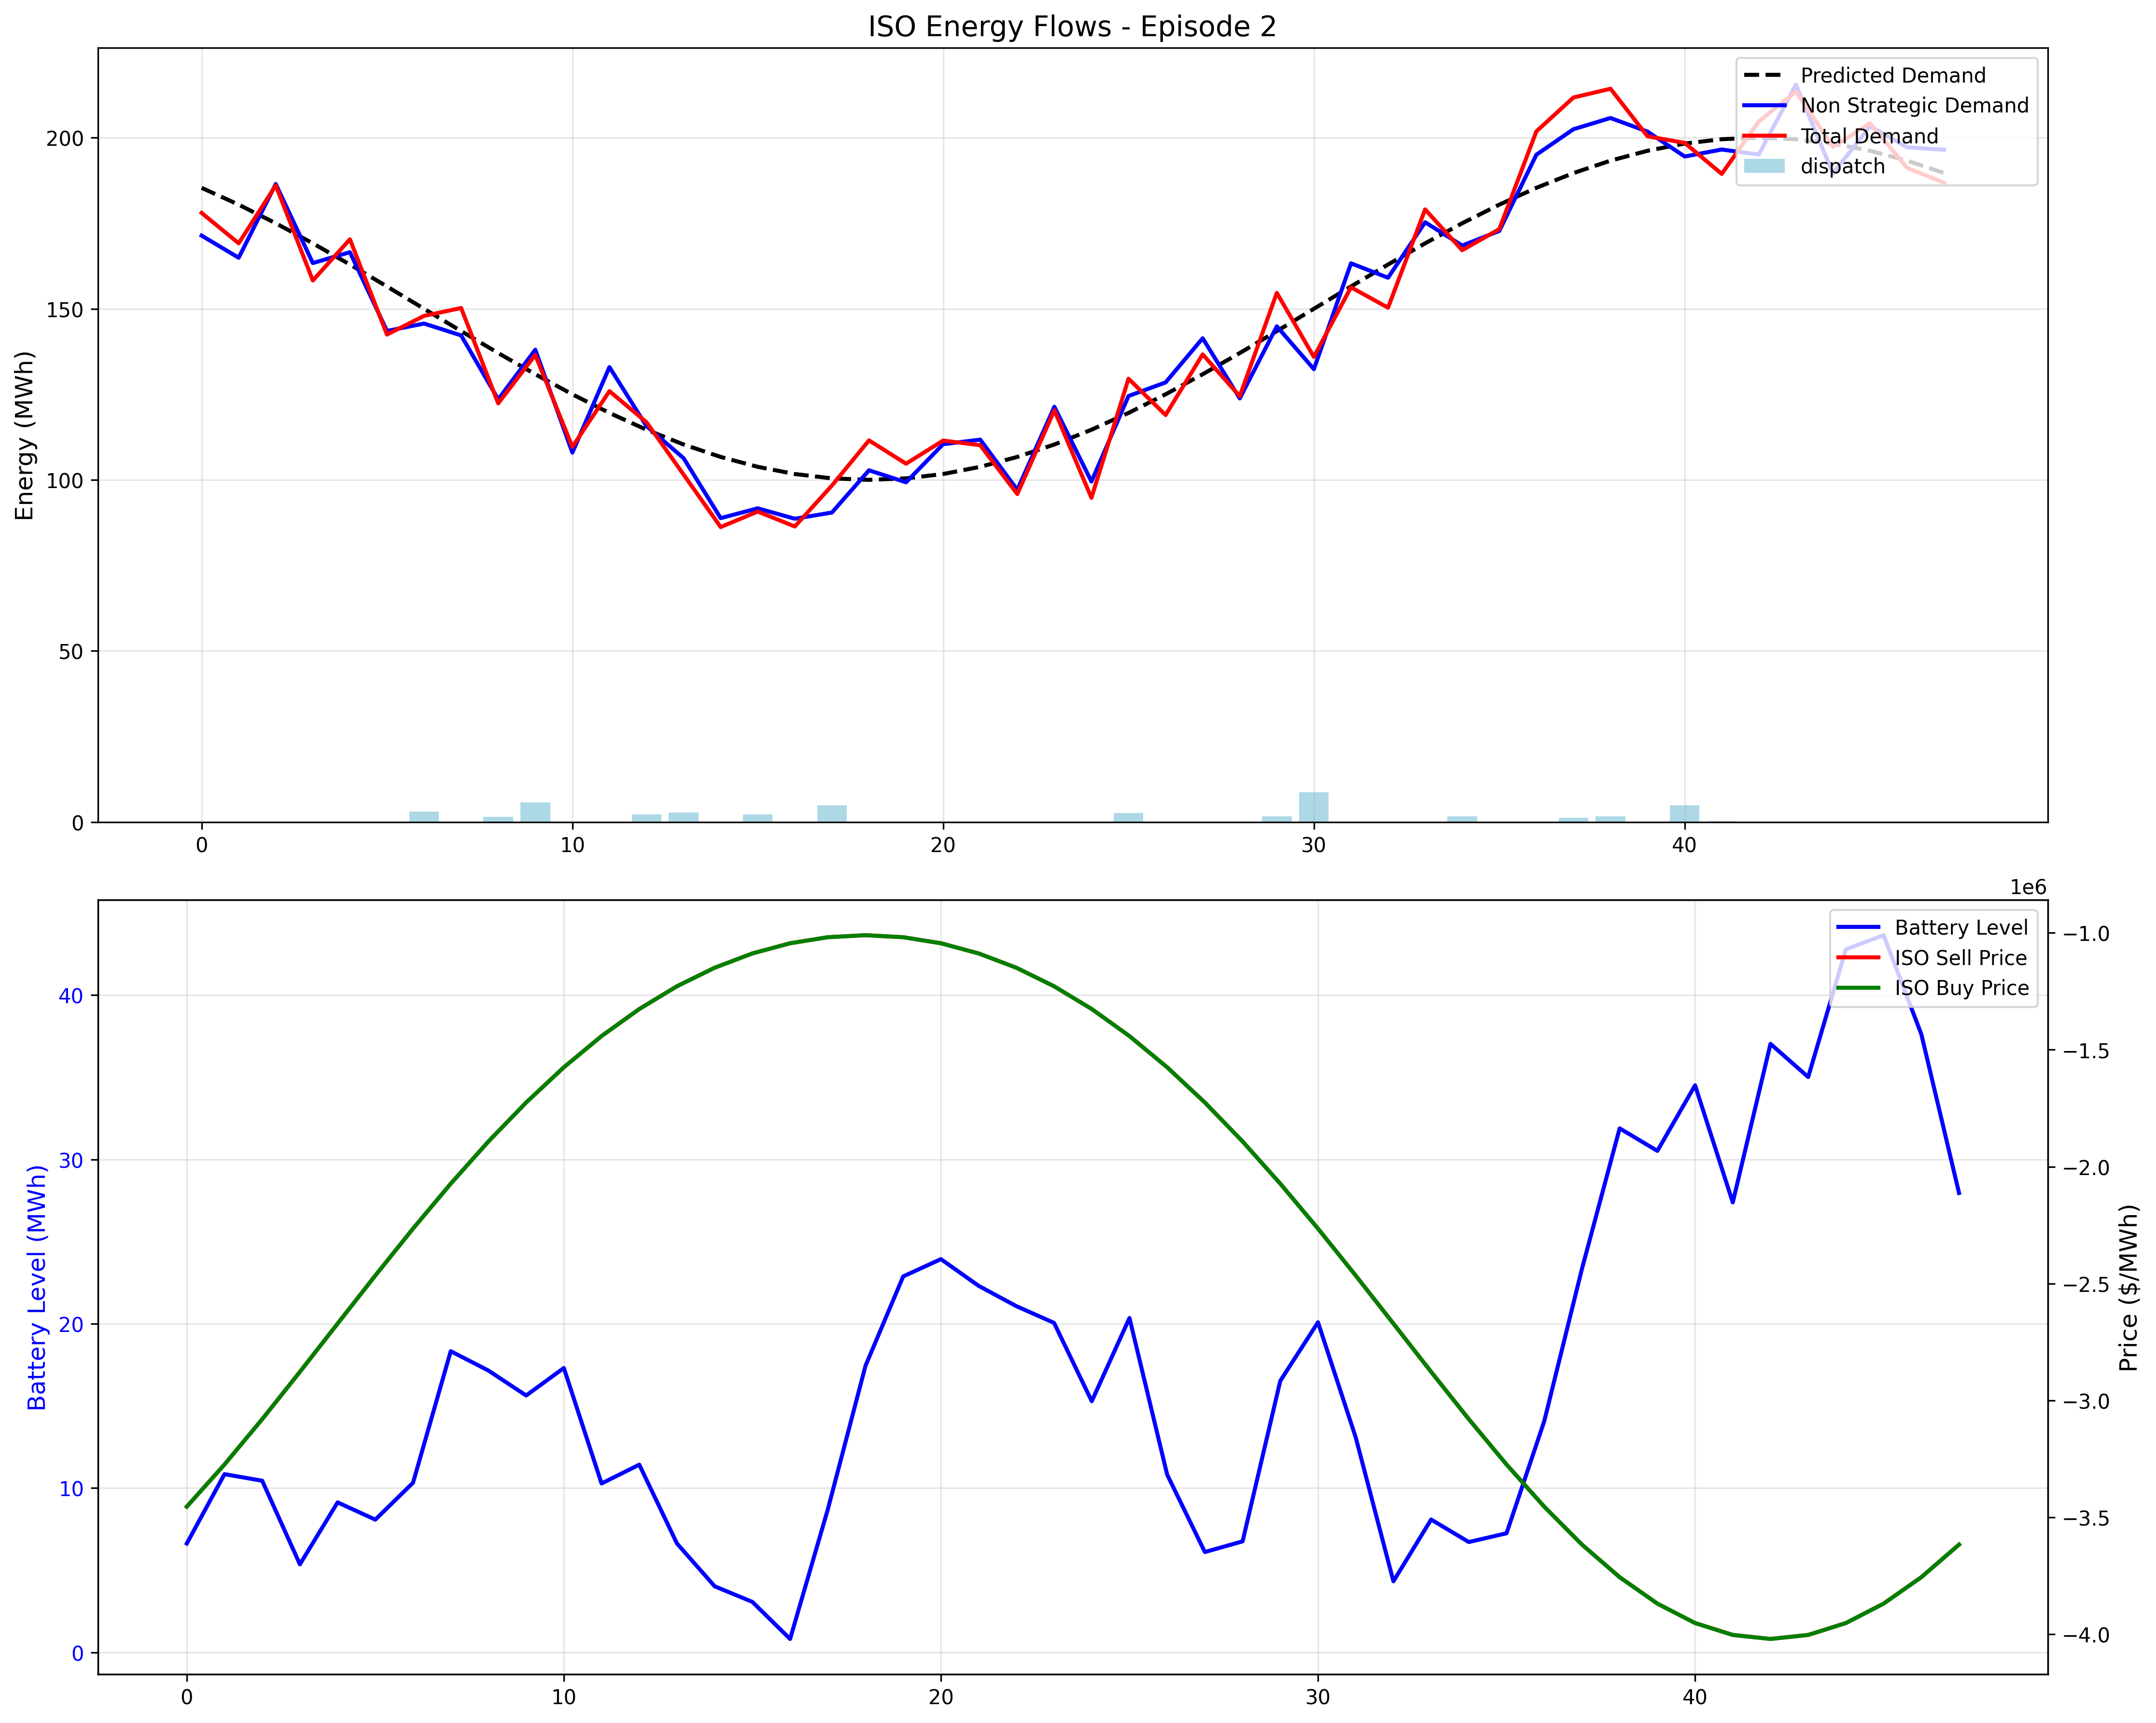 ISO Energy Flows - Episode 2
Energy (MWh)
200
150
100
50
0
Predicted Demand
Non Strategic Demand
Total Demand
dispatch
0 10 20 30 40
1e6
Battery Level (MWh)
40
30
20
10
0
Battery Level
ISO Sell Price
ISO Buy Price
−1.0
−1.5
−2.0
−2.5
−3.0
−3.5
−4.0
Price ($/MWh)
0 10 20 30 40